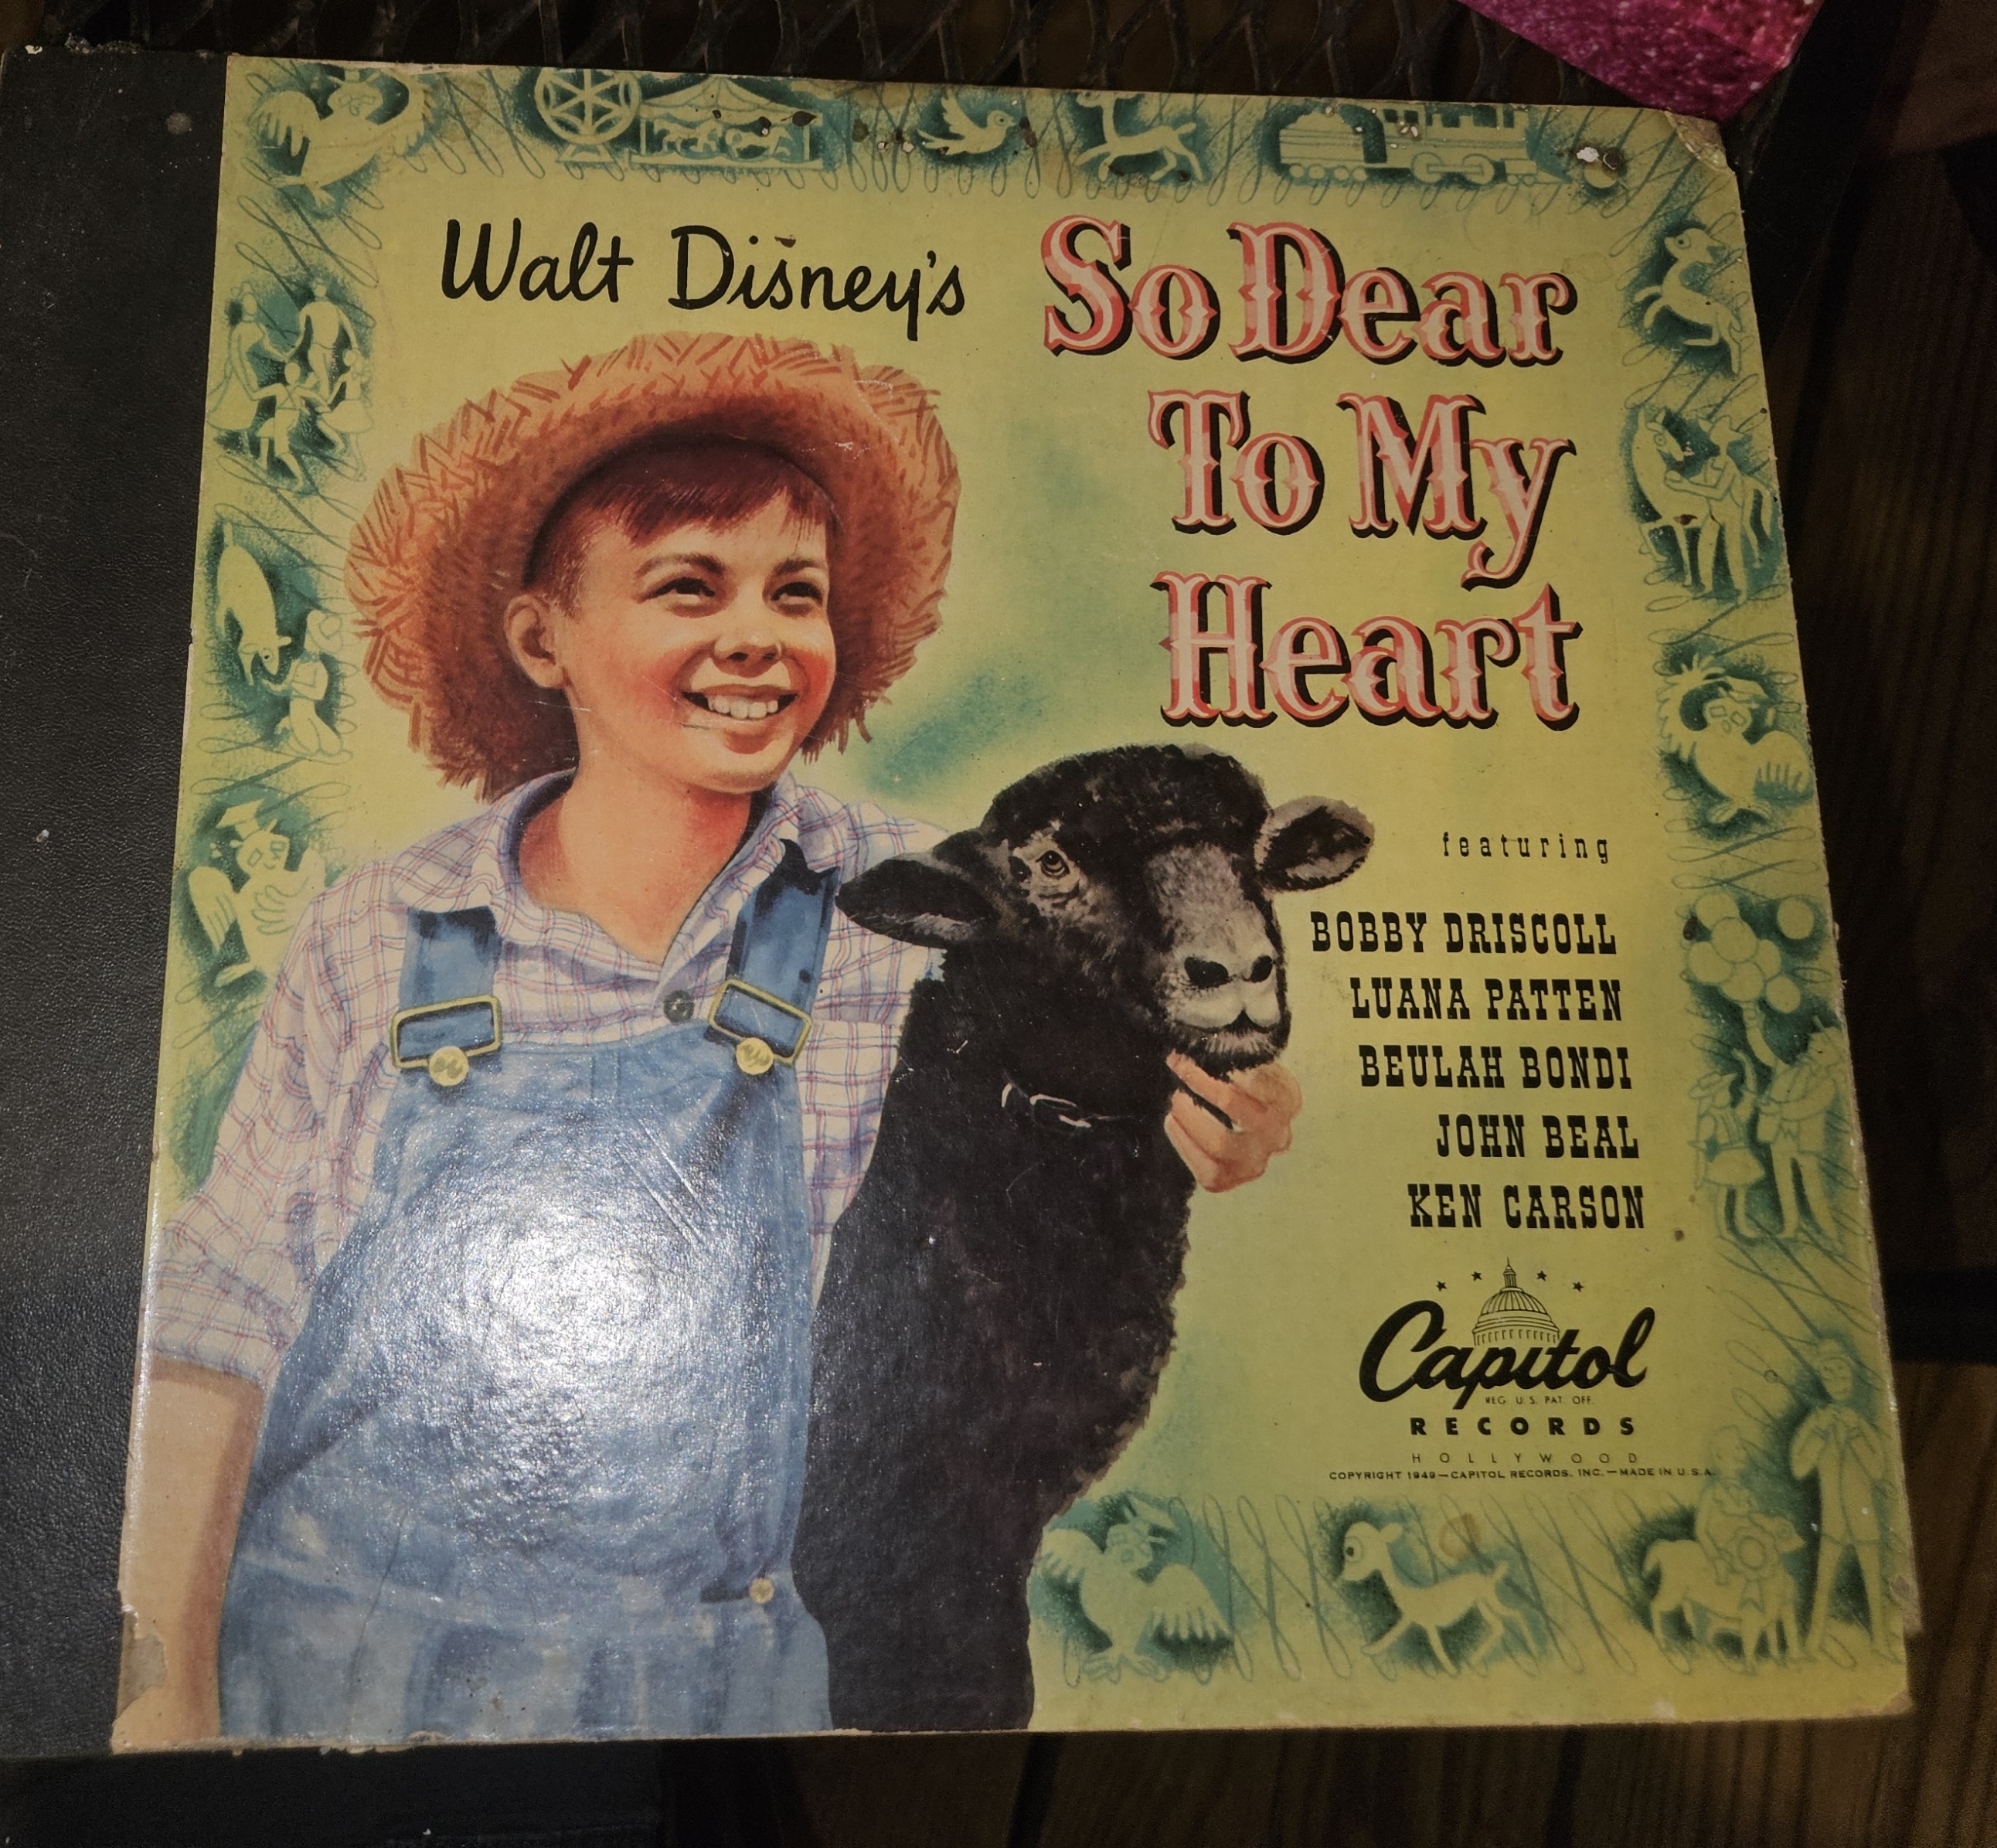 Walt Disney's
So Dear
To My
Heart
featuring
BOBBY DRISCOLL
LUANA PATTEN
BEULAH BONDI
JOHN BEAL
KEN CARSON
Capitol
REG. U.S. PAT. OFF.
RECORDS
HOLLYWOOD
COPYRIGHT 1949—CAPITOL RECORDS, INC.—MADE IN U.S.A.